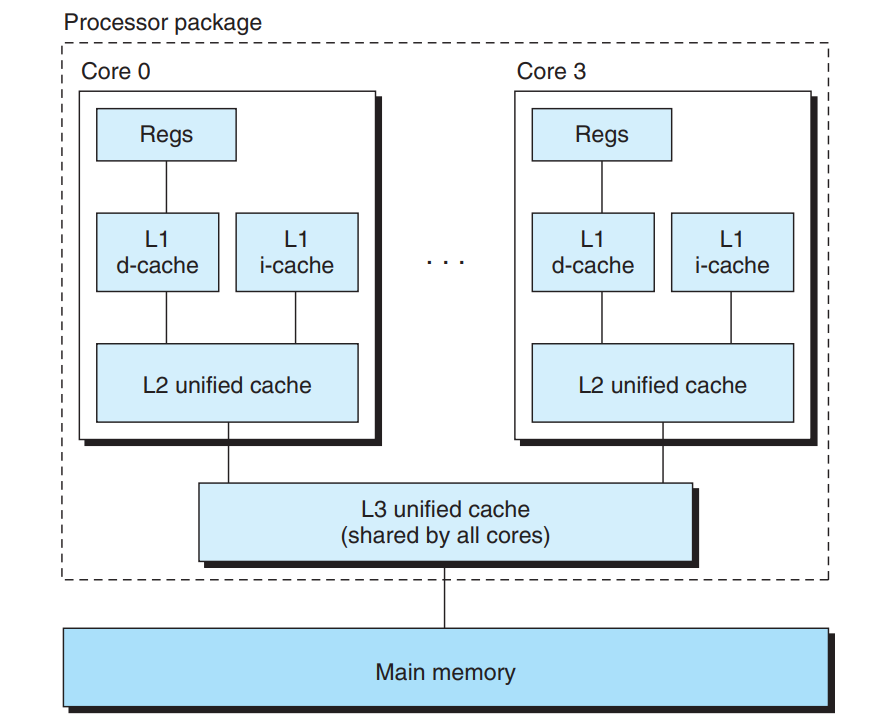 Processor package
Core 0
Regs
L1
d-cache
L1
i-cache
L2 unified cache
. . .
Core 3
Regs
L1
d-cache
L1
i-cache
L2 unified cache
L3 unified cache
(shared by all cores)
Main memory